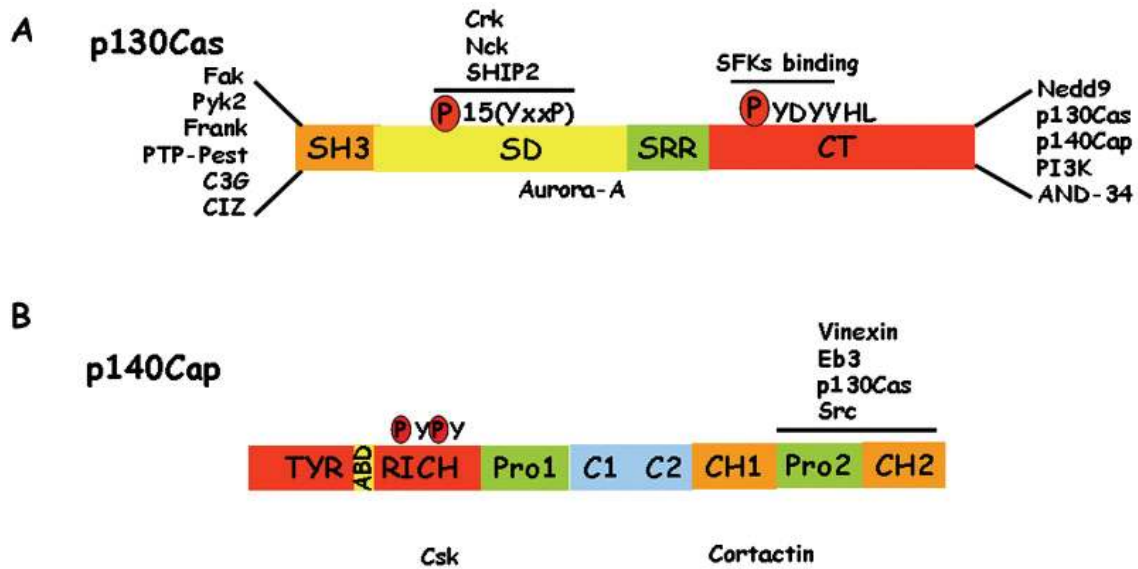 A
p130Cas
Fak
Pyk2
Frank
PTP-Pest
C3G
CIZ
Crk
Nck
SHIP2
P 15(YxxP)
SFKs binding
P YDYVHL
SH3 SD SRR CT
Aurora-A
Nedd9
p130Cas
p140Cap
PI3K
AND-34
B
p140Cap
Vinexin
Eb3
p130Cas
Src
P Y P Y
TYR ABD RICH Pro1 C1 C2 CH1 Pro2 CH2
Csk Cortactin